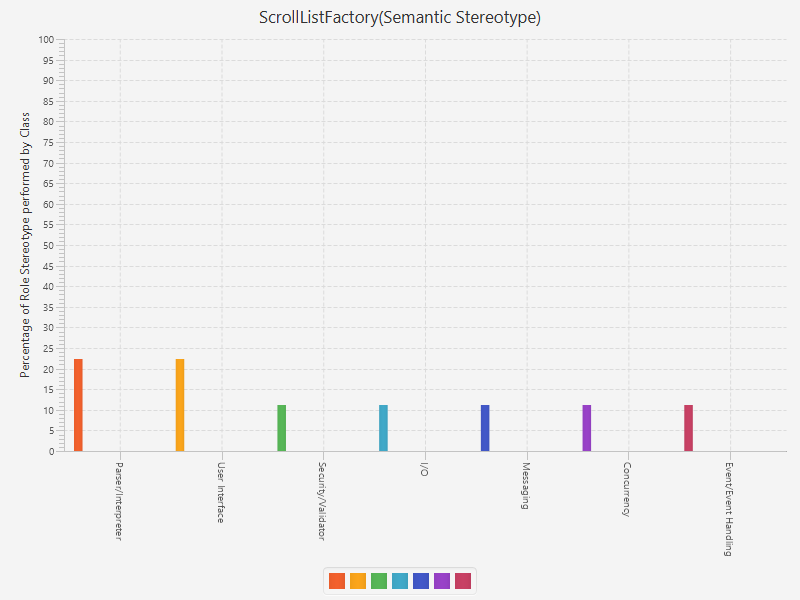 ScrollListFactory(Semantic Stereotype)
Percentage of Role Stereotype performed by Class
100
95
90
85
80
75
70
65
60
55
50
45
40
35
30
25
20
15
10
5
0
Parser/Interpreter
User Interface
Security/Validator
I/O
Messaging
Concurrency
Event/Event Handling